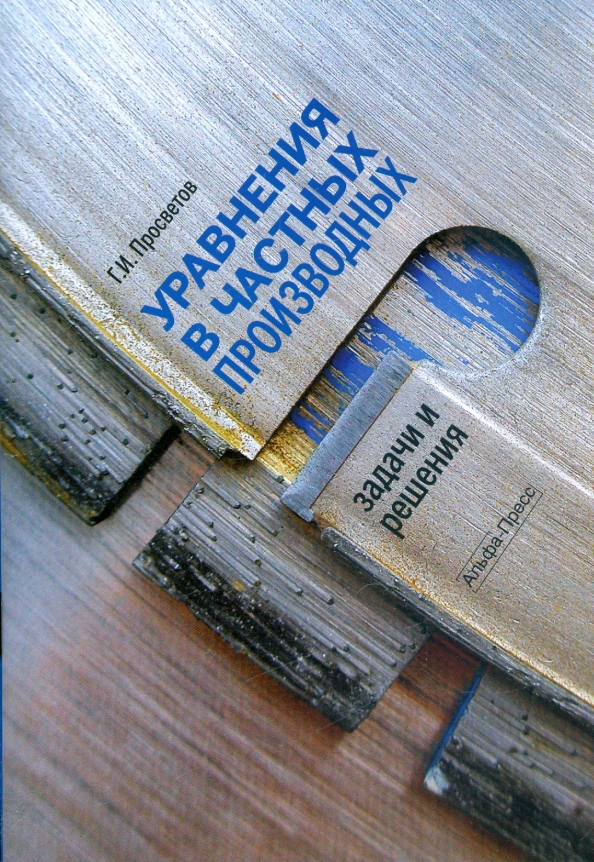 Г.И. Просветов
УРАВНЕНИЯ
В ЧАСТНЫХ
ПРОИЗВОДНЫХ
задачи и
решения
Альфа-Пресс